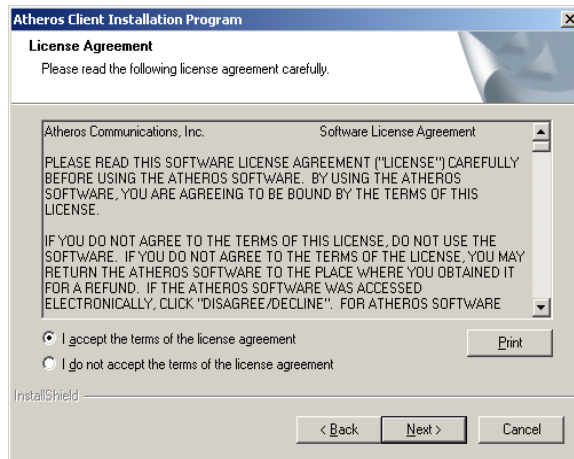 Atheros Client Installation Program
License Agreement
Please read the following license agreement carefully.
Atheros Communications, Inc. Software License Agreement
PLEASE READ THIS SOFTWARE LICENSE AGREEMENT ("LICENSE") CAREFULLY
BEFORE USING THE ATHEROS SOFTWARE. BY USING THE ATHEROS
SOFTWARE, YOU ARE AGREEING TO BE BOUND BY THE TERMS OF THIS
LICENSE.
IF YOU DO NOT AGREE TO THE TERMS OF THIS LICENSE, DO NOT USE THE
SOFTWARE. IF YOU DO NOT AGREE TO THE TERMS OF THE LICENSE, YOU MAY
RETURN THE ATHEROS SOFTWARE TO THE PLACE WHERE YOU OBTAINED IT
FOR A REFUND. IF THE ATHEROS SOFTWARE WAS ACCESSED
ELECTRONICALLY, CLICK "DISAGREE/DECLINE". FOR ATHEROS SOFTWARE
I accept the terms of the license agreement
Print
I do not accept the terms of the license agreement
InstallShield
< Back Next > Cancel